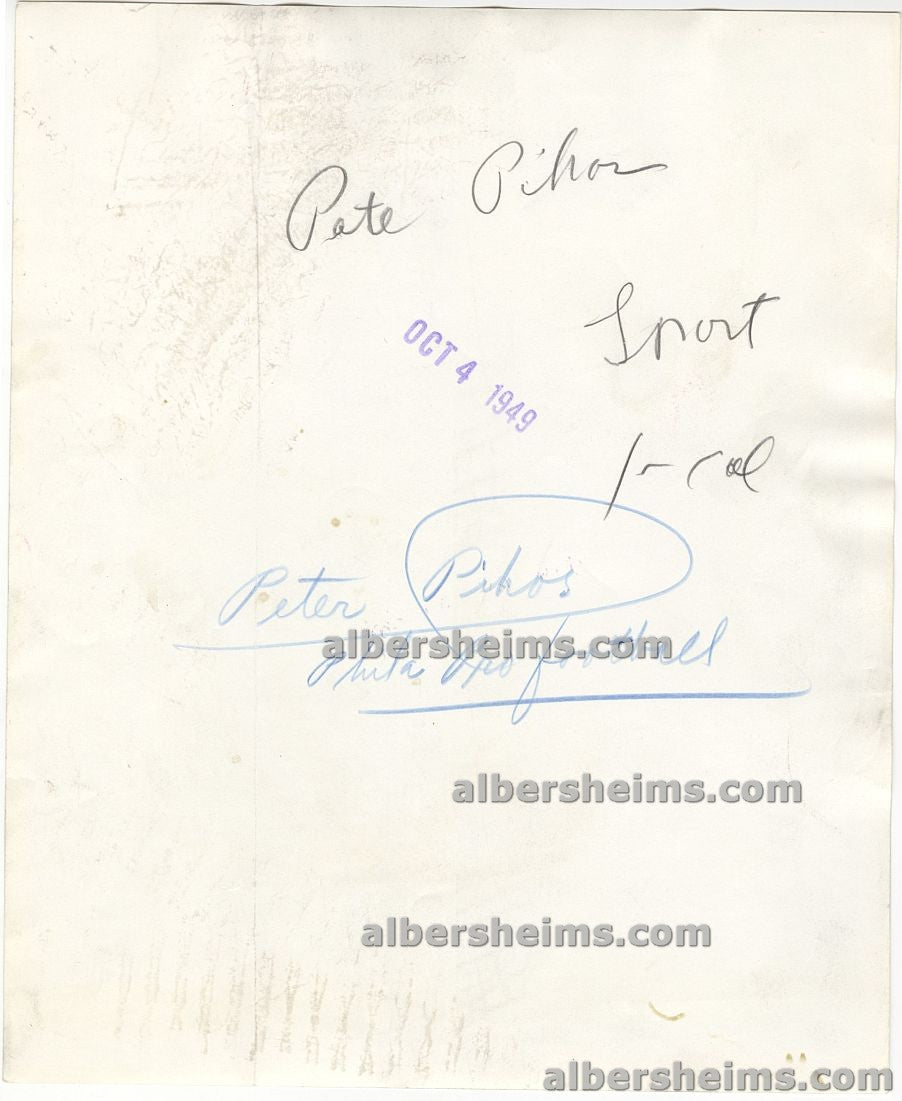 Pete Pihos
Sport
OCT 4 1949
1-col
Peter Pihos
albersheims.com
Phila Pro football
albersheims.com
albersheims.com
albersheims.com